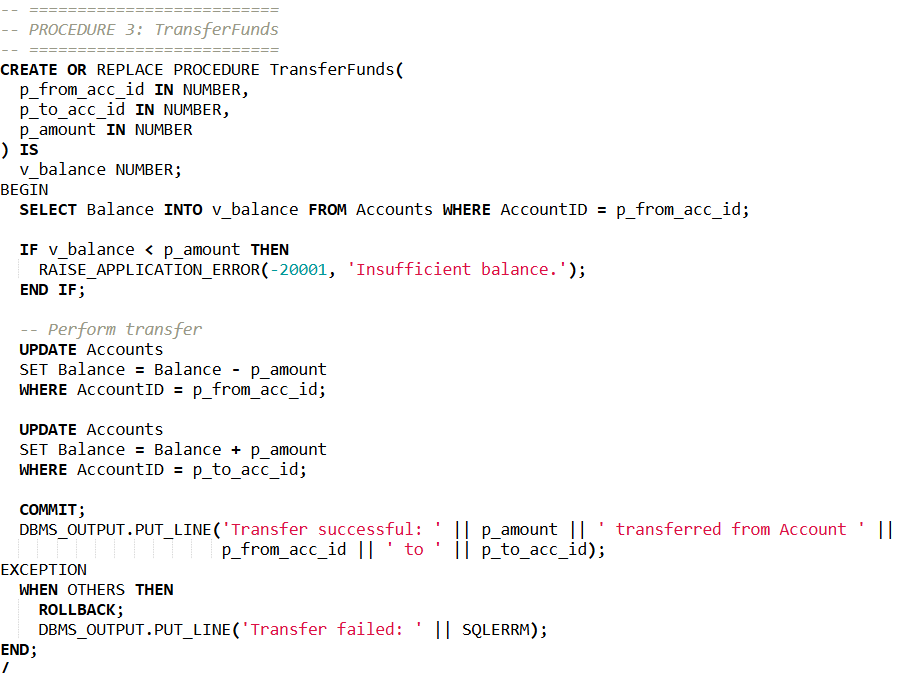 -- ==========================
-- PROCEDURE 3: TransferFunds
-- ==========================
CREATE OR REPLACE PROCEDURE TransferFunds(
  p_from_acc_id IN NUMBER,
  p_to_acc_id IN NUMBER,
  p_amount IN NUMBER
) IS
  v_balance NUMBER;
BEGIN
  SELECT Balance INTO v_balance FROM Accounts WHERE AccountID = p_from_acc_id;

  IF v_balance < p_amount THEN
    RAISE_APPLICATION_ERROR(-20001, 'Insufficient balance.');
  END IF;

  -- Perform transfer
  UPDATE Accounts
  SET Balance = Balance - p_amount
  WHERE AccountID = p_from_acc_id;

  UPDATE Accounts
  SET Balance = Balance + p_amount
  WHERE AccountID = p_to_acc_id;

  COMMIT;
  DBMS_OUTPUT.PUT_LINE('Transfer successful: ' || p_amount || ' transferred from Account ' ||
                       p_from_acc_id || ' to ' || p_to_acc_id);
EXCEPTION
  WHEN OTHERS THEN
    ROLLBACK;
    DBMS_OUTPUT.PUT_LINE('Transfer failed: ' || SQLERRM);
END;
/